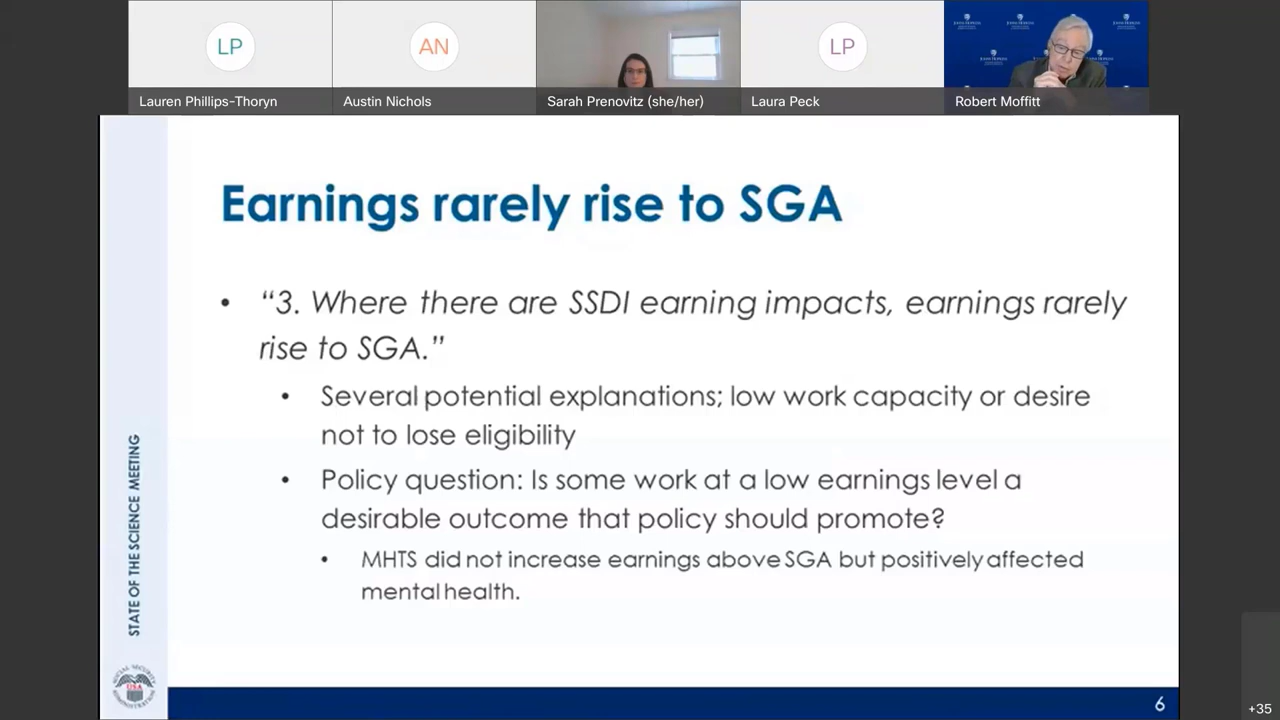 LP
AN
LP
Lauren Phillips-Thoryn
Austin Nichols
Sarah Prenovitz (she/her)
Laura Peck
Robert Moffitt
Earnings rarely rise to SGA
• “3. Where there are SSDI earning impacts, earnings rarely
rise to SGA.”
• Several potential explanations; low work capacity or desire
not to lose eligibility
• Policy question: Is some work at a low earnings level a
desirable outcome that policy should promote?
• MHTS did not increase earnings above SGA but positively affected
mental health.
STATE OF THE SCIENCE MEETING
USA
6
+35